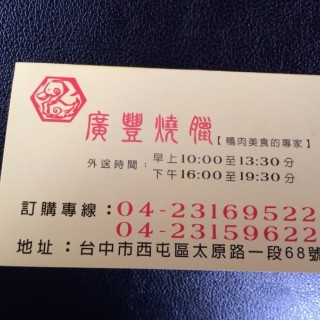 廣豐燒臘【鴨肉美食的專家】
外送時間：早上10:00至13:30分
下午16:00至19:30分
訂購專線：04-23169522
04-23159622
地址：台中市西屯區太原路一段68號